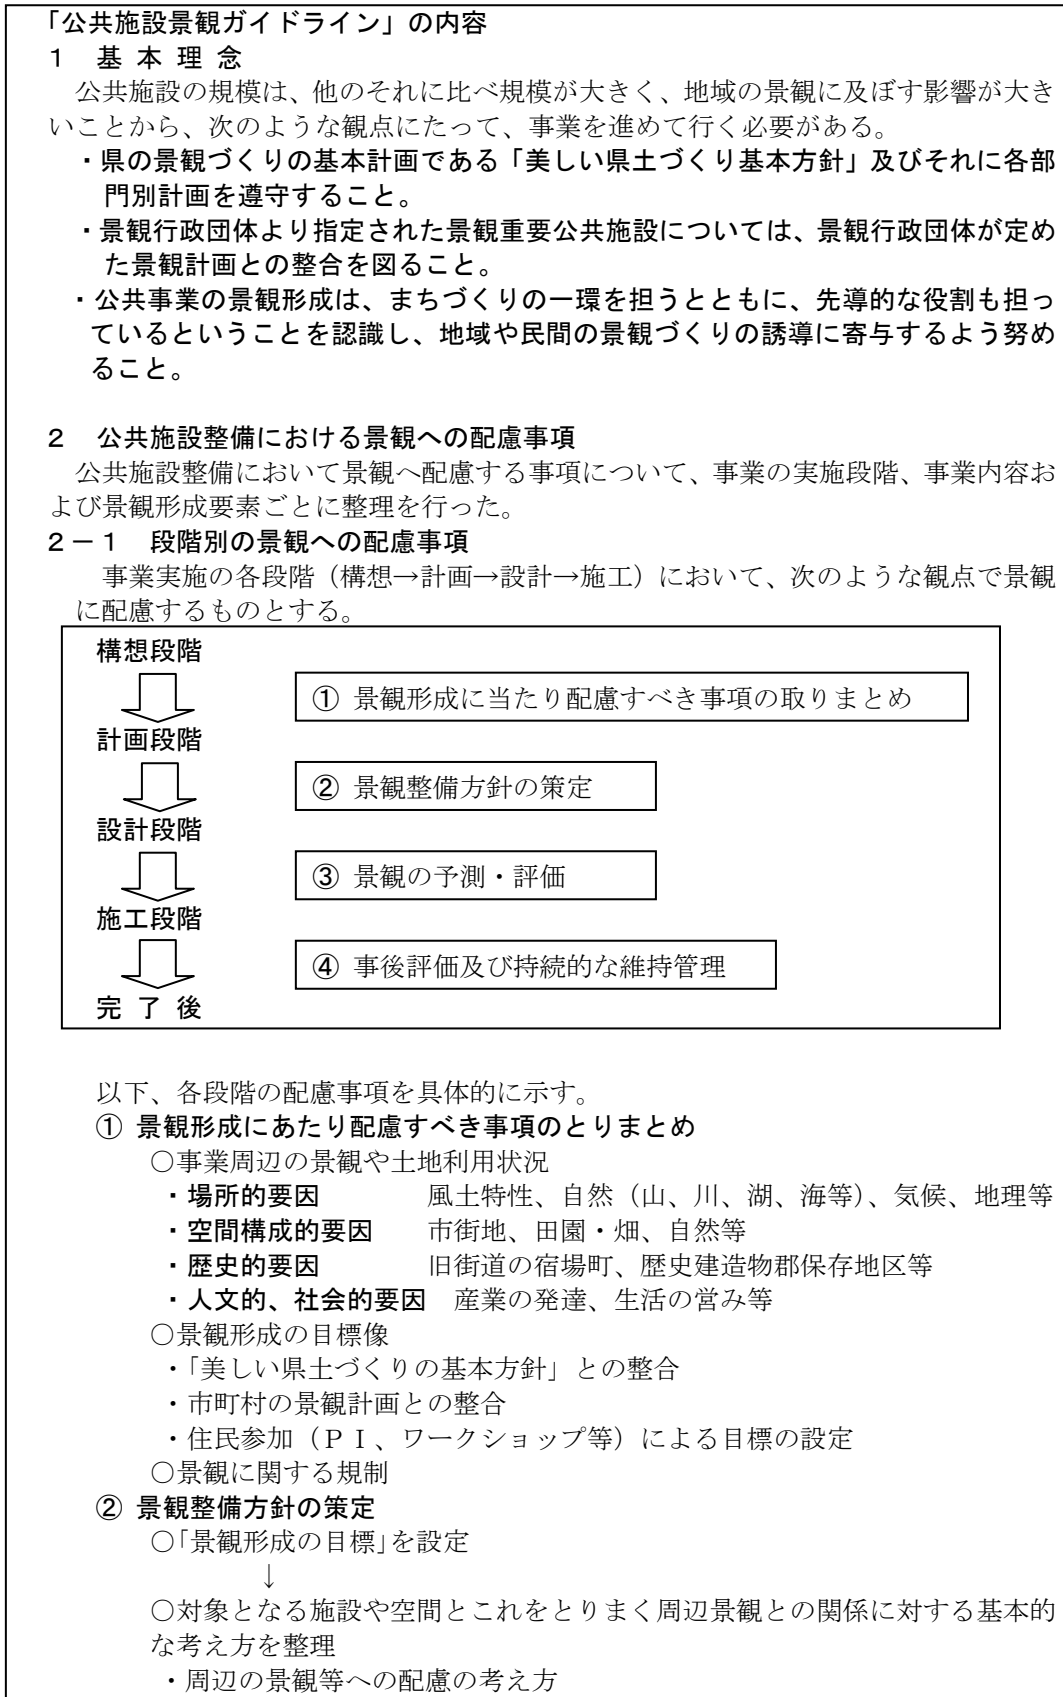 「公共施設景観ガイドライン」の内容
１　基 本 理 念
公共施設の規模は、他のそれに比べ規模が大きく、地域の景観に及ぼす影響が大き
いことから、次のような観点にたって、事業を進めて行く必要がある。
・県の景観づくりの基本計画である「美しい県土づくり基本方針」及びそれに各部
門別計画を遵守すること。
・景観行政団体より指定された景観重要公共施設については、景観行政団体が定め
た景観計画との整合を図ること。
・公共事業の景観形成は、まちづくりの一環を担うとともに、先導的な役割も担っ
ているということを認識し、地域や民間の景観づくりの誘導に寄与するよう努め
ること。
２　公共施設整備における景観への配慮事項
公共施設整備において景観へ配慮する事項について、事業の実施段階、事業内容お
よび景観形成要素ごとに整理を行った。
２－１　段階別の景観への配慮事項
事業実施の各段階（構想→計画→設計→施工）において、次のような観点で景観
に配慮するものとする。
構想段階
① 景観形成に当たり配慮すべき事項の取りまとめ
計画段階
② 景観整備方針の策定
設計段階
③ 景観の予測・評価
施工段階
④ 事後評価及び持続的な維持管理
完 了 後
以下、各段階の配慮事項を具体的に示す。
① 景観形成にあたり配慮すべき事項のとりまとめ
○事業周辺の景観や土地利用状況
・場所的要因　風土特性、自然（山、川、湖、海等）、気候、地理等
・空間構成的要因　市街地、田園・畑、自然等
・歴史的要因　旧街道の宿場町、歴史建造物郡保存地区等
・人文的、社会的要因　産業の発達、生活の営み等
○景観形成の目標像
・「美しい県土づくりの基本方針」との整合
・市町村の景観計画との整合
・住民参加（ＰＩ、ワークショップ等）による目標の設定
○景観に関する規制
② 景観整備方針の策定
○「景観形成の目標」を設定
↓
○対象となる施設や空間とこれをとりまく周辺景観との関係に対する基本的
な考え方を整理
・周辺の景観等への配慮の考え方